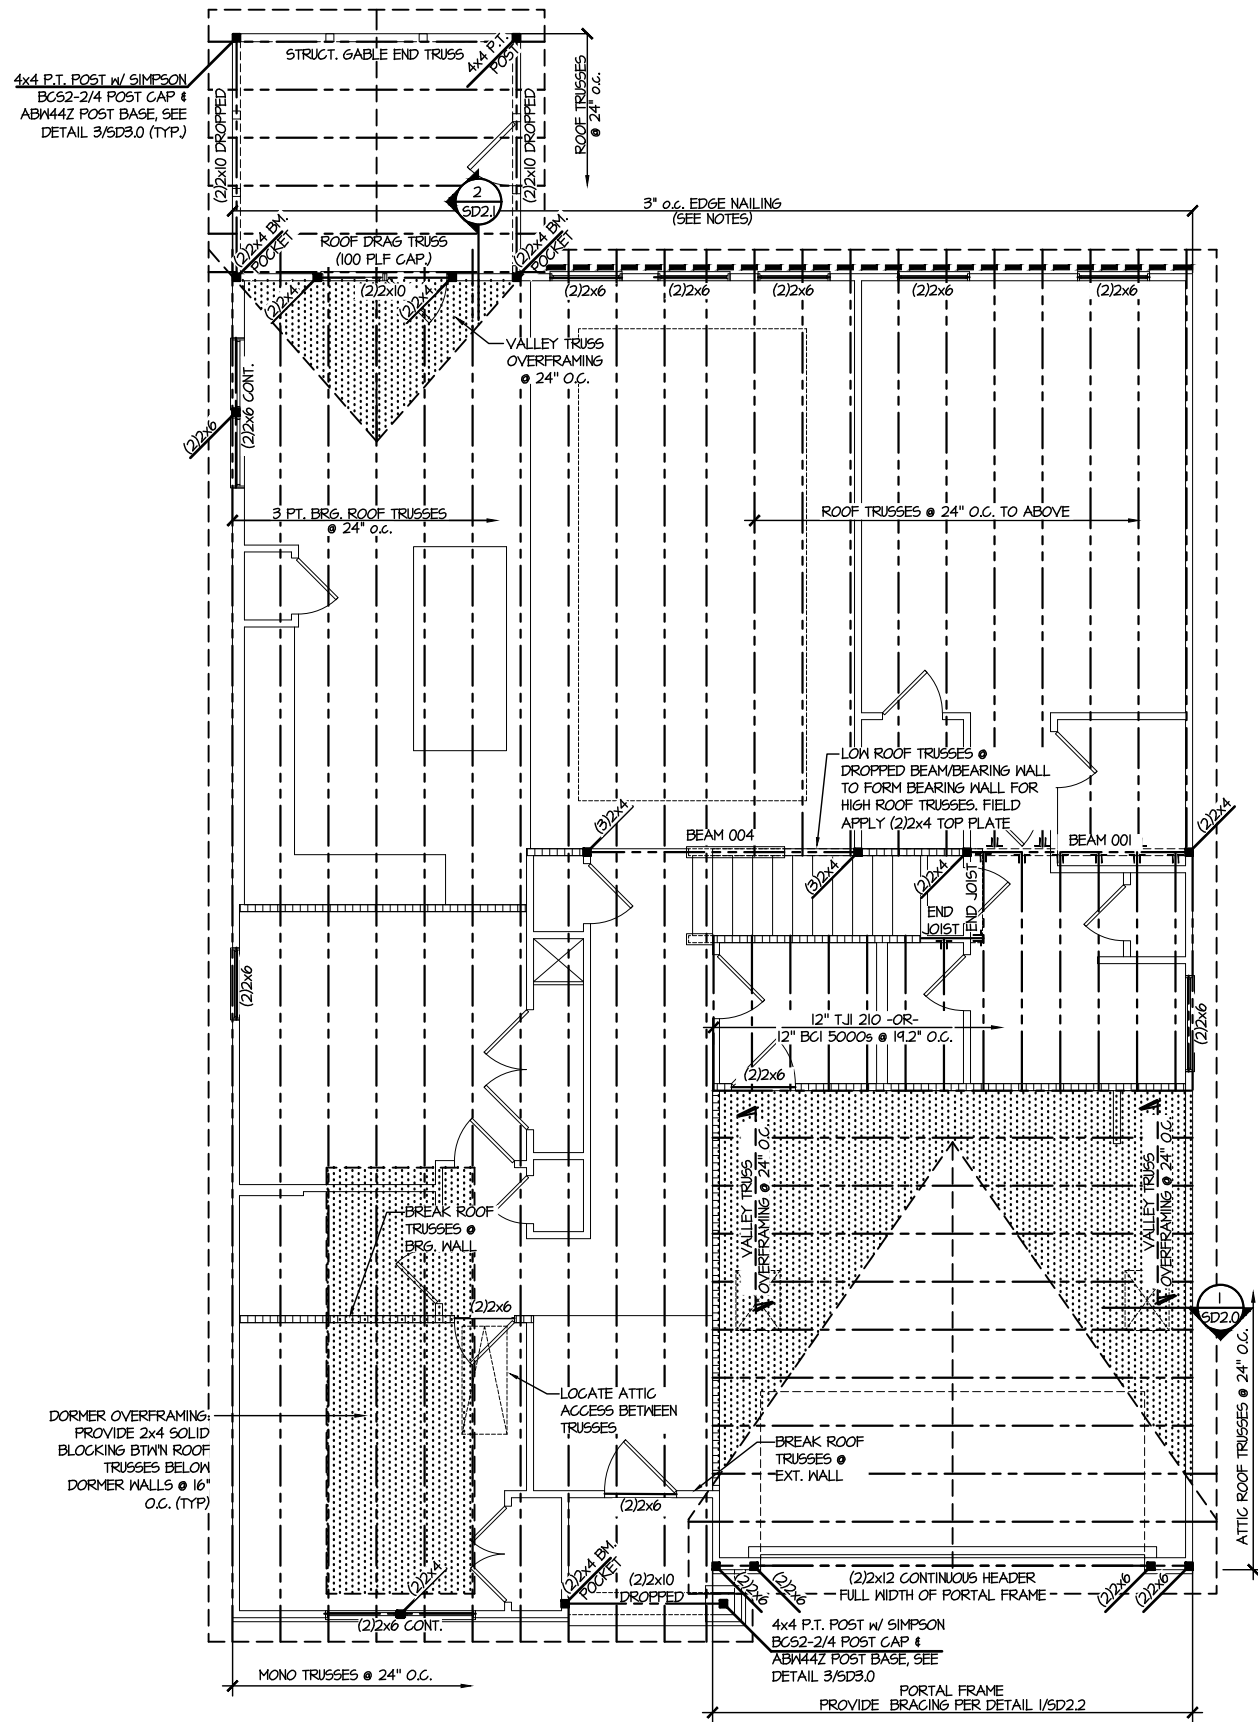 STRUCT. GABLE END TRUSS
4x4 P.T.
POST
4x4 P.T. POST w/ SIMPSON
BCS2-2/4 POST CAP &
ABW44Z POST BASE, SEE
DETAIL 3/SD3.0 (TYP.)
(2)2x10 DROPPED
(2)2x10 DROPPED
ROOF TRUSSES
@ 24" o.c.
2
SD2.1
3" o.c. EDGE NAILING
(SEE NOTES)
(2)2x4 BM.
POCKET
ROOF DRAG TRUSS
(100 PLF CAP.)
(2)2x4 BM.
POCKET
(2)2x4
(2)2x10
(2)2x4
(2)2x6
(2)2x6
(2)2x6
(2)2x6
(2)2x6
VALLEY TRUSS
OVERFRAMING
@ 24" O.C.
(2)2x6 CONT.
(2)2x6
3 PT. BRG. ROOF TRUSSES
@ 24" o.c.
ROOF TRUSSES @ 24" O.C. TO ABOVE
LOW ROOF TRUSSES @
DROPPED BEAM/BEARING WALL
TO FORM BEARING WALL FOR
HIGH ROOF TRUSSES. FIELD
APPLY (2)2x4 TOP PLATE
(3)2x4
BEAM 004
BEAM 001
(2)2x4
(3)2x4
(2)2x4
END
JOIST
END JOIST
(2)2x6
12" TJI 210 -OR-
12" BCI 5000s @ 19.2" O.C.
(2)2x6
(2)2x6
VALLEY TRUSS
OVERFRAMING @ 24" O.C.
VALLEY TRUSS
OVERFRAMING @ 24" O.C.
BREAK ROOF
TRUSSES @
BRG. WALL
(2)2x6
1
SD2.0
ATTIC ROOF TRUSSES @ 24" O.C.
LOCATE ATTIC
ACCESS BETWEEN
TRUSSES
DORMER OVERFRAMING:
PROVIDE 2x4 SOLID
BLOCKING BTW'N ROOF
TRUSSES BELOW
DORMER WALLS @ 16"
O.C. (TYP)
BREAK ROOF
TRUSSES @
EXT. WALL
(2)2x6
(2)2x4 BM.
POCKET
(2)2x10
DROPPED
(2)2x4
(2)2x6 CONT.
(2)2x6
(2)2x6
(2)2x12 CONTINUOUS HEADER
FULL WIDTH OF PORTAL FRAME
(2)2x6
(2)2x6
4x4 P.T. POST w/ SIMPSON
BCS2-2/4 POST CAP &
ABW44Z POST BASE, SEE
DETAIL 3/SD3.0
MONO TRUSSES @ 24" O.C.
PORTAL FRAME
PROVIDE BRACING PER DETAIL 1/SD2.2